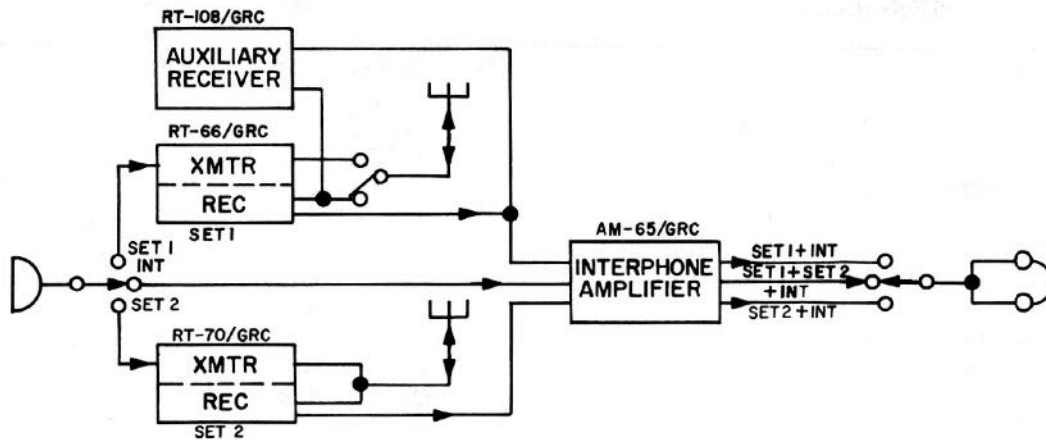 RT-108/GRC
AUXILIARY
RECEIVER
RT-66/GRC
XMTR
REC
SET 1
SET 1
INT
SET 2
AM-65/GRC
INTERPHONE
AMPLIFIER
SET 1 + INT
SET 1 + SET 2
+ INT
SET 2 + INT
RT-70/GRC
XMTR
REC
SET 2